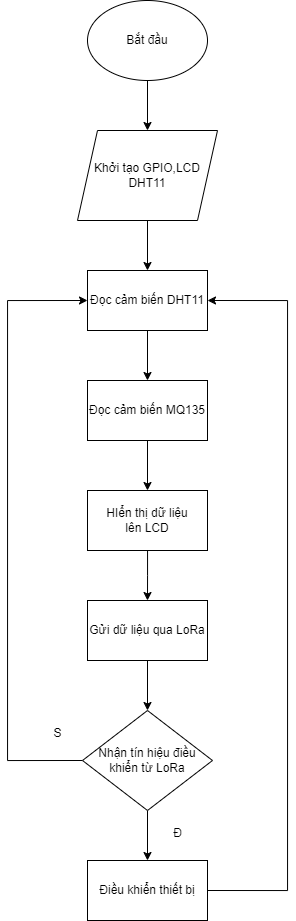 Bắt đầu
Khởi tạo GPIO,LCD
DHT11
Đọc cảm biến DHT11
Đọc cảm biến MQ135
HIển thị dữ liệu
lên LCD
Gửi dữ liệu qua LoRa
S
Nhận tín hiệu điều
khiển từ LoRa
Đ
Điều khiển thiết bị